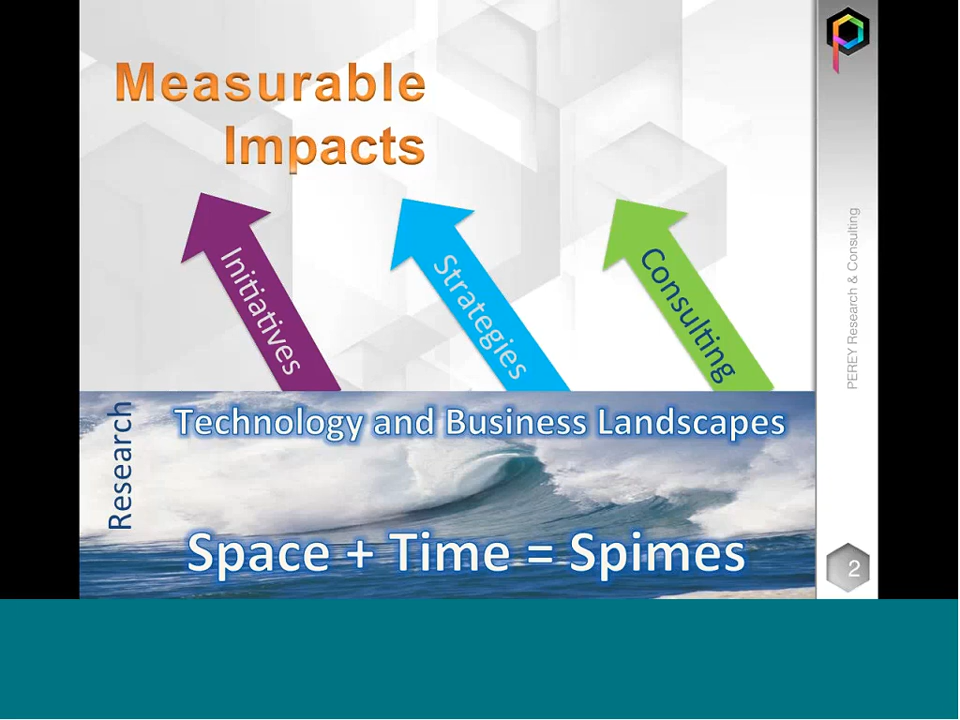 Measurable
Impacts
Initiatives
Strategies
Consulting
PEREY Research & Consulting
Research
Technology and Business Landscapes
Space + Time = Spimes
2